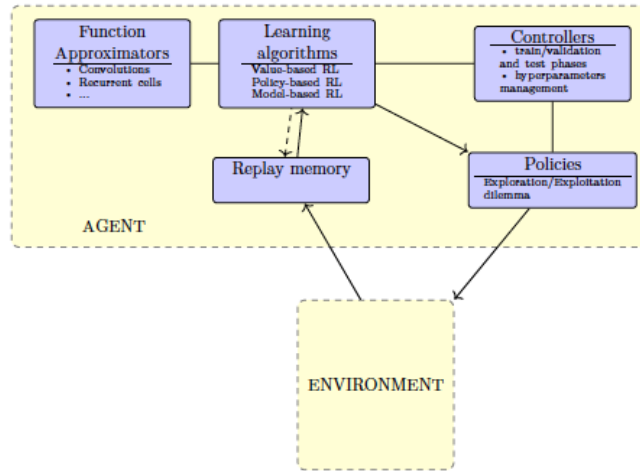 Function
Approximators
• Convolutions
• Recurrent cells
• ...
Learning
algorithms
Value-based RL
Policy-based RL
Model-based RL
Controllers
• train/validation
and test phases
• hyperparameters
management
Replay memory
Policies
Exploration/Exploitation
dilemma
AGENT
ENVIRONMENT